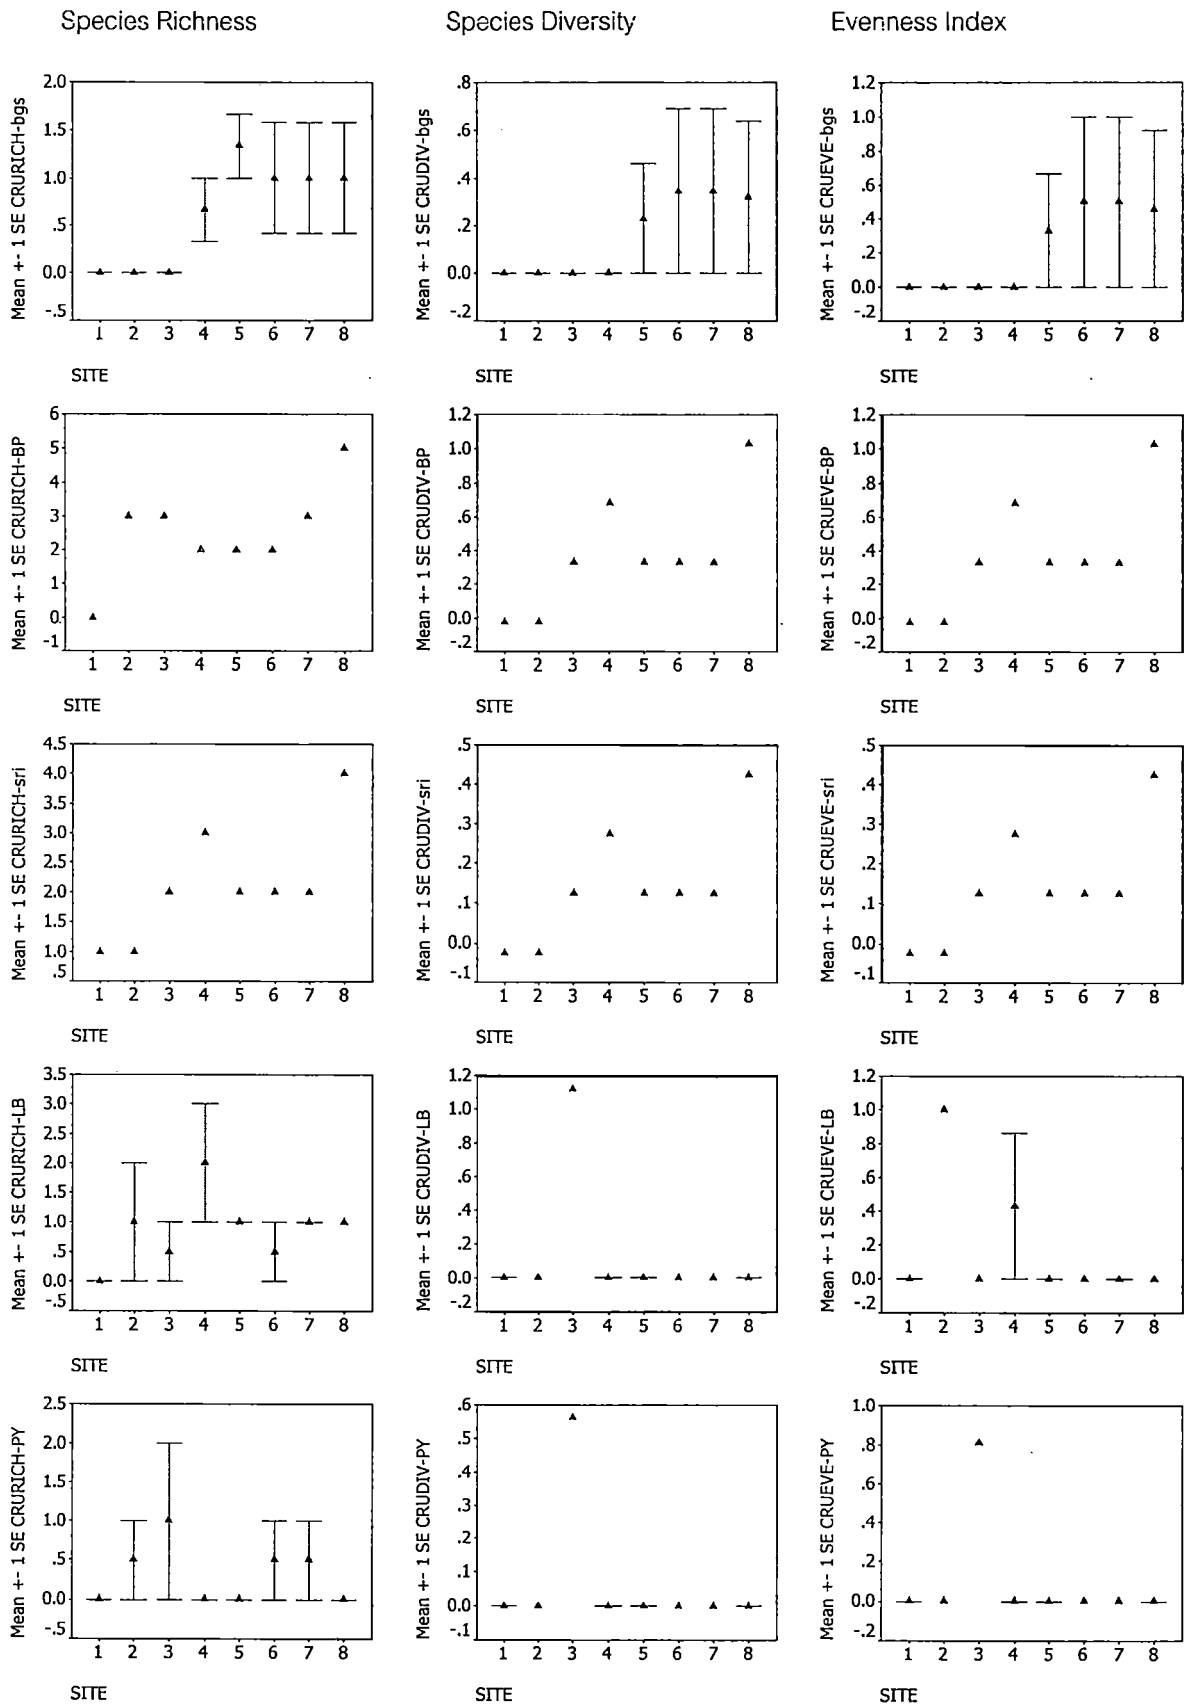 Species Richness
Species Diversity
Evenness Index
Mean +- 1 SE CRURICH-bgs
2.0
1.5
1.0
.5
0.0
-.5
1 2 3 4 5 6 7 8
SITE
Mean +- 1 SE CRUDIV-bgs
.8
.6
.4
.2
0.0
-.2
1 2 3 4 5 6 7 8
SITE
Mean +- 1 SE CRUEVE-bgs
1.2
1.0
.8
.6
.4
.2
0.0
-.2
1 2 3 4 5 6 7 8
SITE
Mean +- 1 SE CRURICH-BP
6
5
4
3
2
1
0
-1
1 2 3 4 5 6 7 8
SITE
Mean +- 1 SE CRUDIV-BP
1.2
1.0
.8
.6
.4
.2
0.0
-.2
1 2 3 4 5 6 7 8
SITE
Mean +- 1 SE CRUEVE-BP
1.2
1.0
.8
.6
.4
.2
0.0
-.2
1 2 3 4 5 6 7 8
SITE
Mean +- 1 SE CRURICH-sri
4.5
4.0
3.5
3.0
2.5
2.0
1.5
1.0
.5
1 2 3 4 5 6 7 8
SITE
Mean +- 1 SE CRUDIV-sri
.5
.4
.3
.2
.1
0.0
-.1
1 2 3 4 5 6 7 8
SITE
Mean +- 1 SE CRUEVE-sri
.5
.4
.3
.2
.1
0.0
-.1
1 2 3 4 5 6 7 8
SITE
Mean +- 1 SE CRURICH-LB
3.5
3.0
2.5
2.0
1.5
1.0
.5
0.0
-.5
1 2 3 4 5 6 7 8
SITE
Mean +- 1 SE CRUDIV-LB
1.2
1.0
.8
.6
.4
.2
0.0
-.2
1 2 3 4 5 6 7 8
SITE
Mean +- 1 SE CRUEVE-LB
1.2
1.0
.8
.6
.4
.2
0.0
-.2
1 2 3 4 5 6 7 8
SITE
Mean +- 1 SE CRURICH-PY
2.5
2.0
1.5
1.0
.5
0.0
-.5
1 2 3 4 5 6 7 8
SITE
Mean +- 1 SE CRUDIV-PY
.6
.5
.4
.3
.2
.1
0.0
-.1
1 2 3 4 5 6 7 8
SITE
Mean +- 1 SE CRUEVE-PY
1.0
.8
.6
.4
.2
0.0
-.2
1 2 3 4 5 6 7 8
SITE